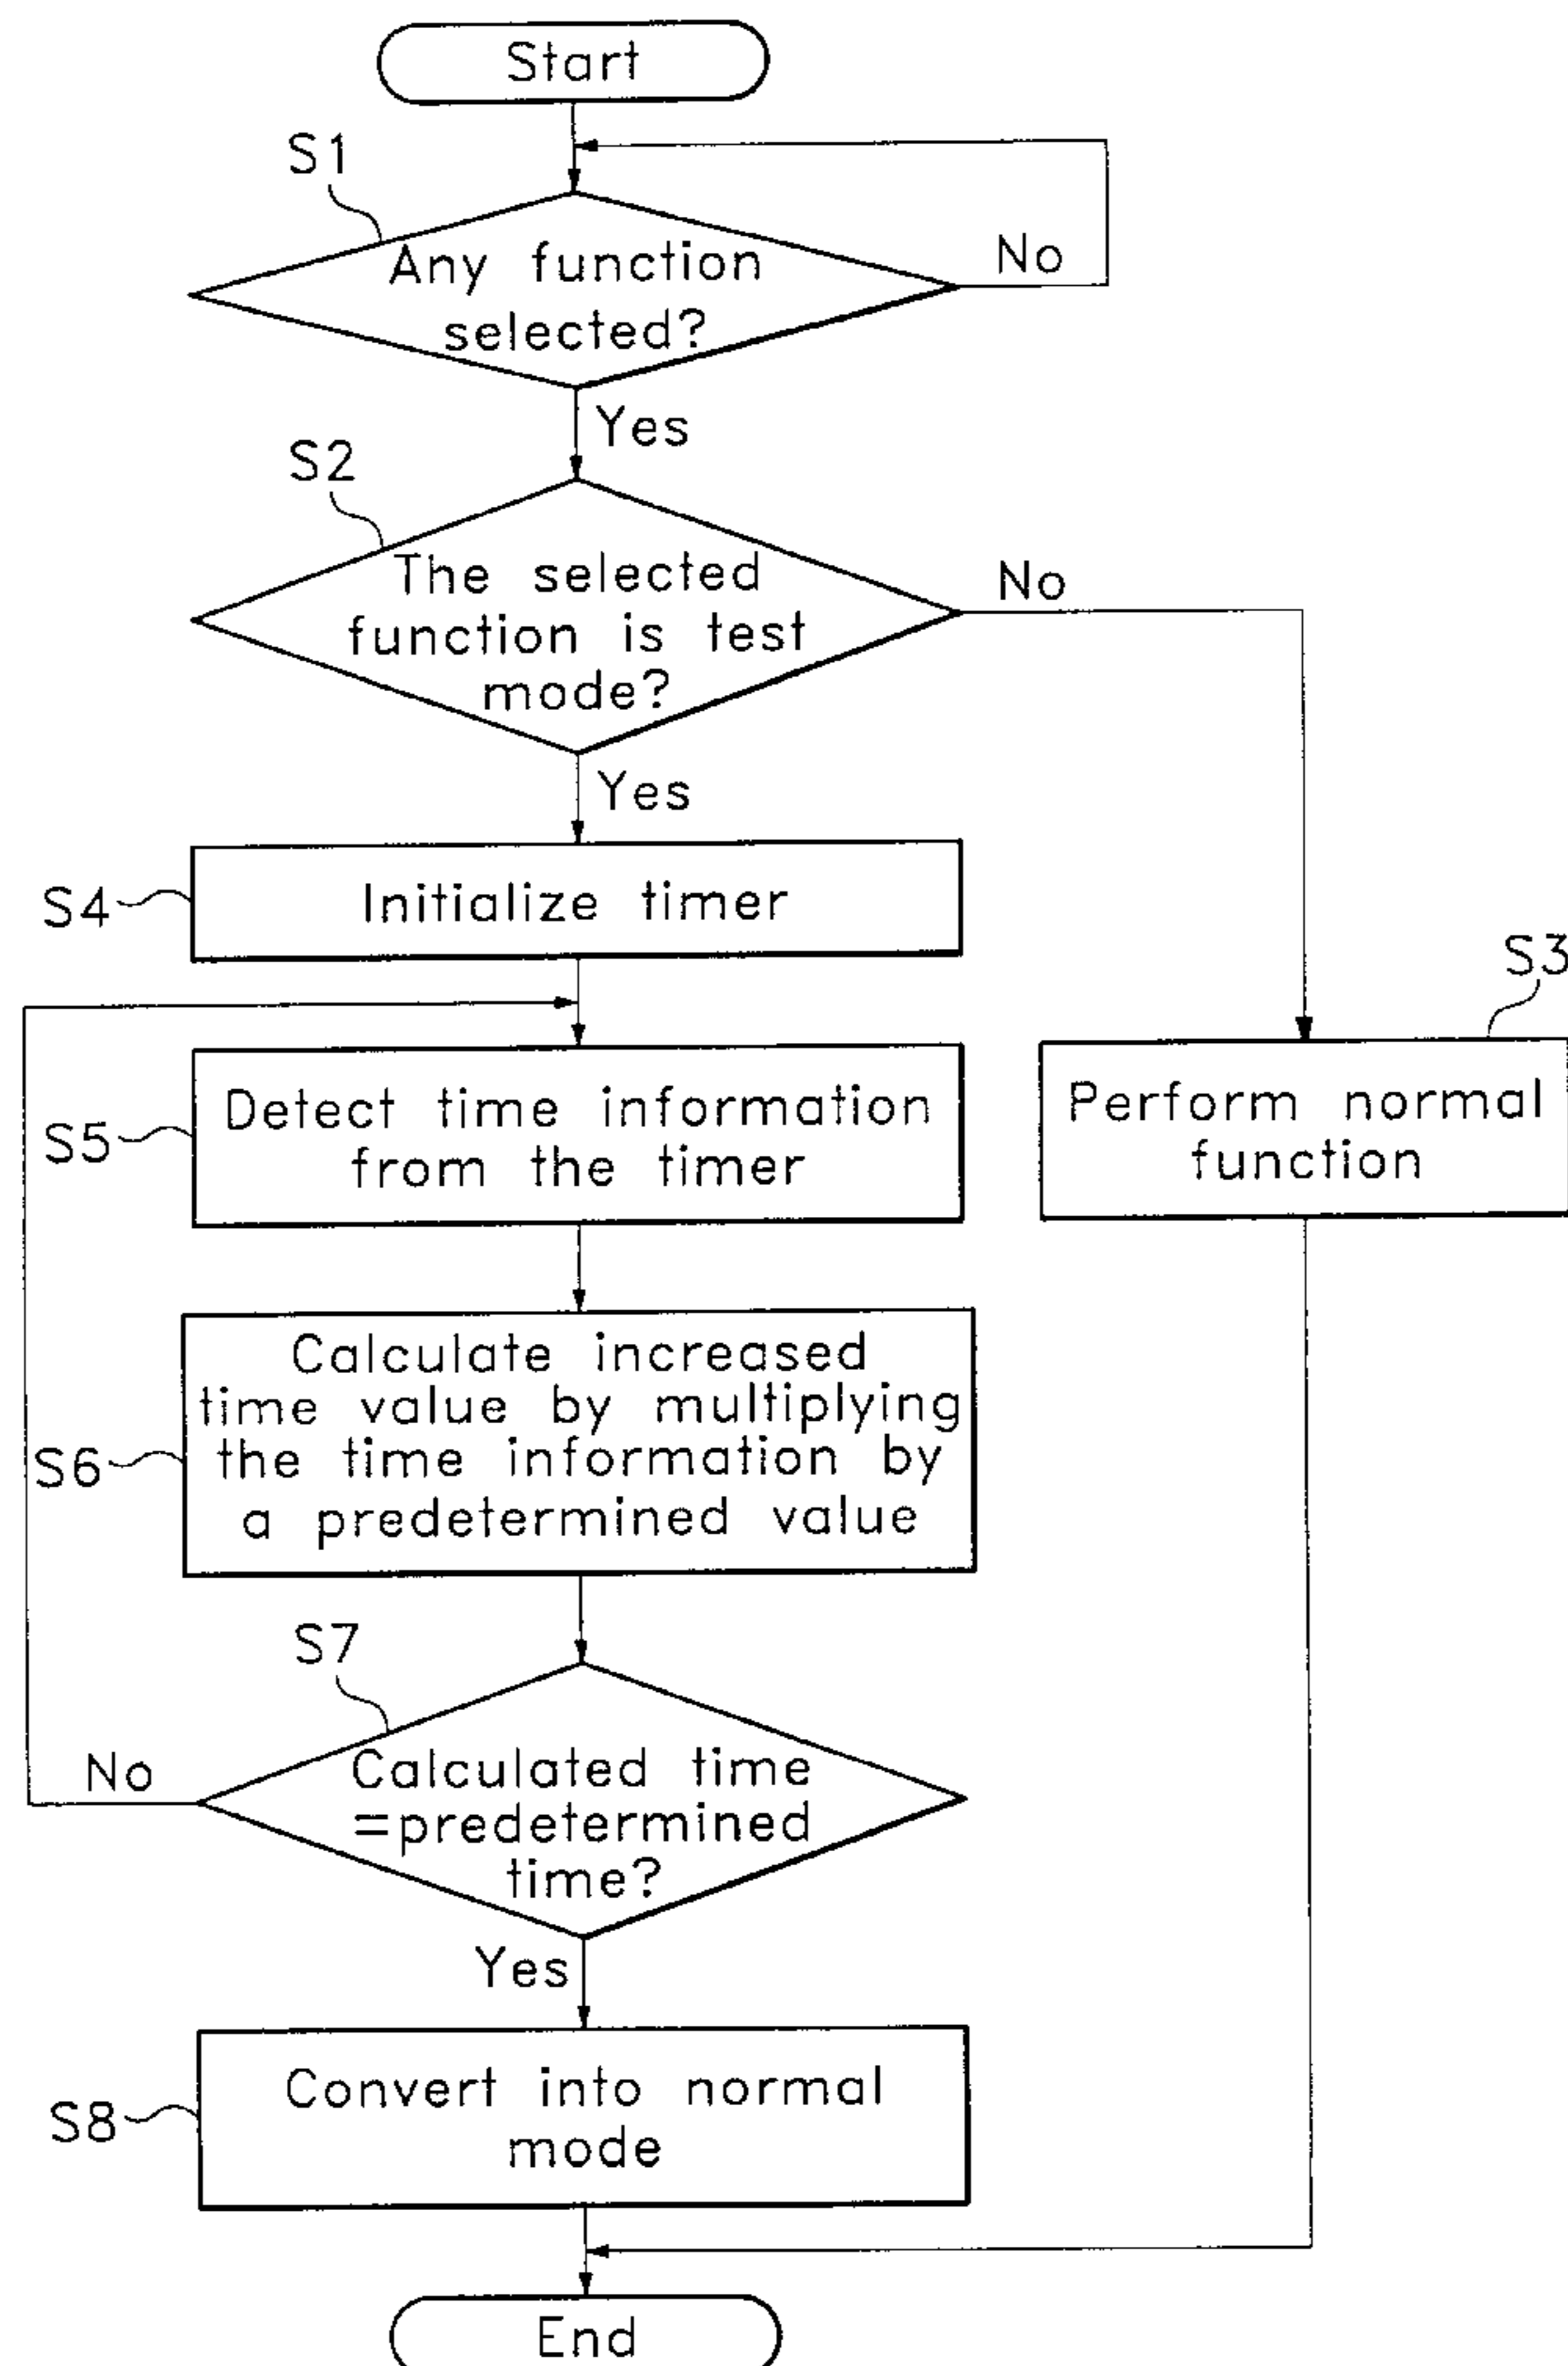 Start
S1
Any function
selected?
No
Yes
S2
The selected
function is test
mode?
No
Yes
S4
Initialize timer
S3
S5
Detect time information
from the timer
Perform normal
function
S6
Calculate increased
time value by multiplying
the time information by
a predetermined value
S7
No
Calculated time
=predetermined
time?
Yes
S8
Convert into normal
mode
End